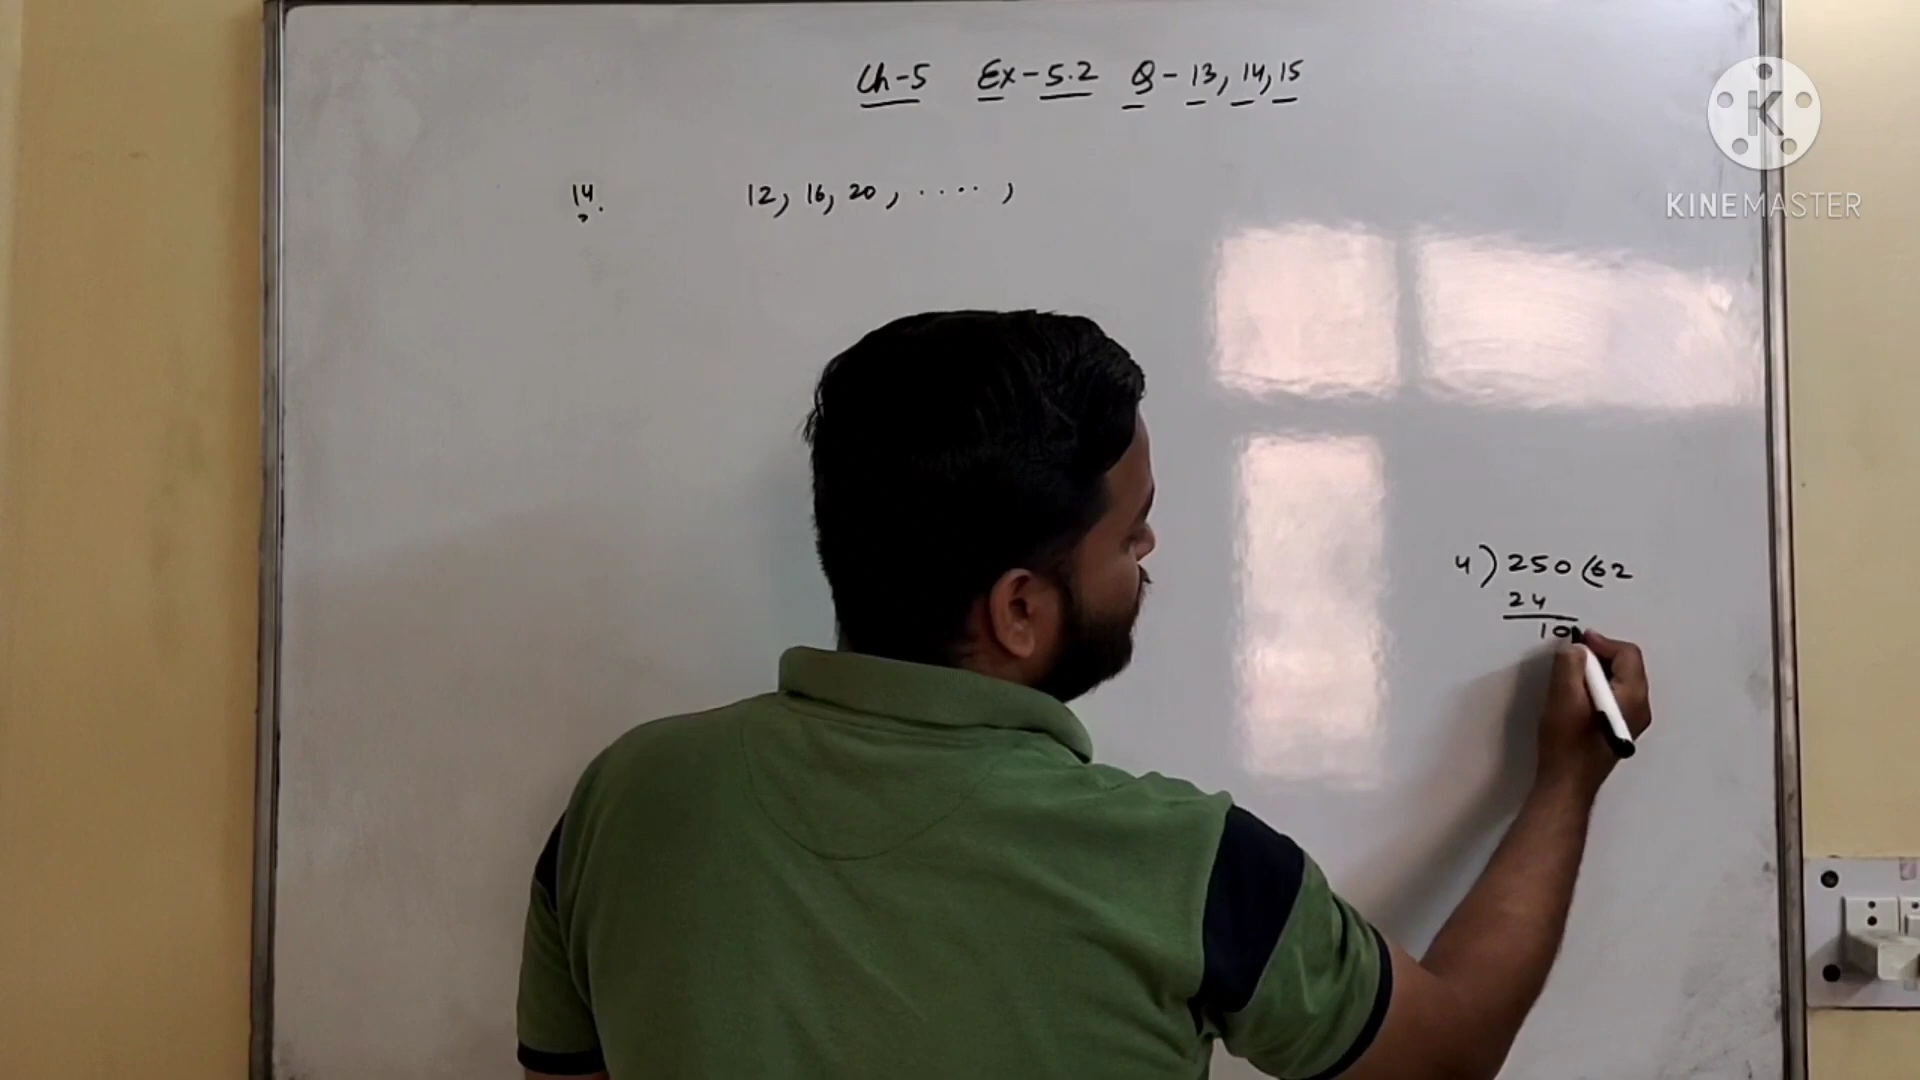 Ch-5 Ex-5.2 Q-13, 14, 15
K
KINEMASTER
14. 12, 16, 20, ....,
4)250(62
24
10